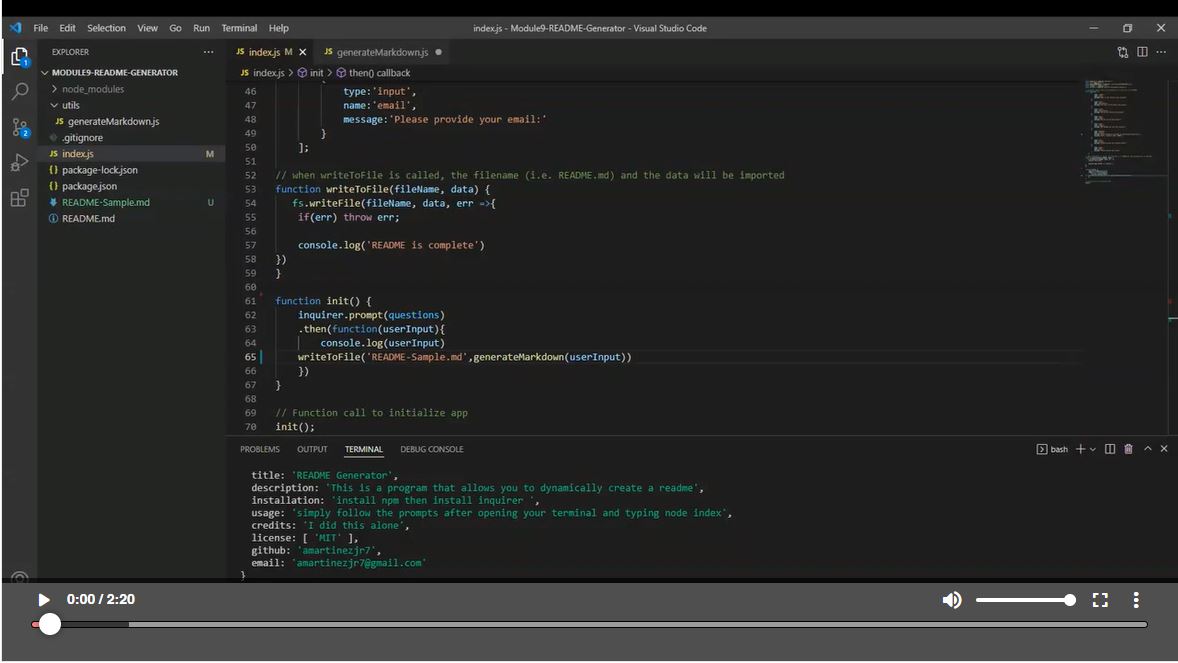 File Edit Selection View Go Run Terminal Help index.js - Module9-README-Generator - Visual Studio Code
EXPLORER ···
MODULE9-README-GENERATOR
node_modules
utils
JS generateMarkdown.js
.gitignore
JS index.js M
{} package-lock.json
{} package.json
README-Sample.md U
README.md
1
2
JS index.js M JS generateMarkdown.js
JS index.js > init > then() callback
46 type:'input',
47 name:'email',
48 message:'Please provide your email:'
49 }
50 ];
51
52 // when writeToFile is called, the filename (i.e. README.md) and the data will be imported
53 function writeToFile(fileName, data) {
54 fs.writeFile(fileName, data, err =>{
55 if(err) throw err;
56
57 console.log('README is complete')
58 })
59 }
60
61 function init() {
62 inquirer.prompt(questions)
63 .then(function(userInput){
64 console.log(userInput)
65 writeToFile('README-Sample.md',generateMarkdown(userInput))
66 })
67 }
68
69 // Function call to initialize app
70 init();
PROBLEMS OUTPUT TERMINAL DEBUG CONSOLE bash
title: 'README Generator',
description: 'This is a program that allows you to dynamically create a readme',
installation: 'install npm then install inquirer ',
usage: 'simply follow the prompts after opening your terminal and typing node index',
credits: 'I did this alone',
license: [ 'MIT' ],
github: 'amartinezjr7',
email: 'amartinezjr7@gmail.com'
}
0:00 / 2:20